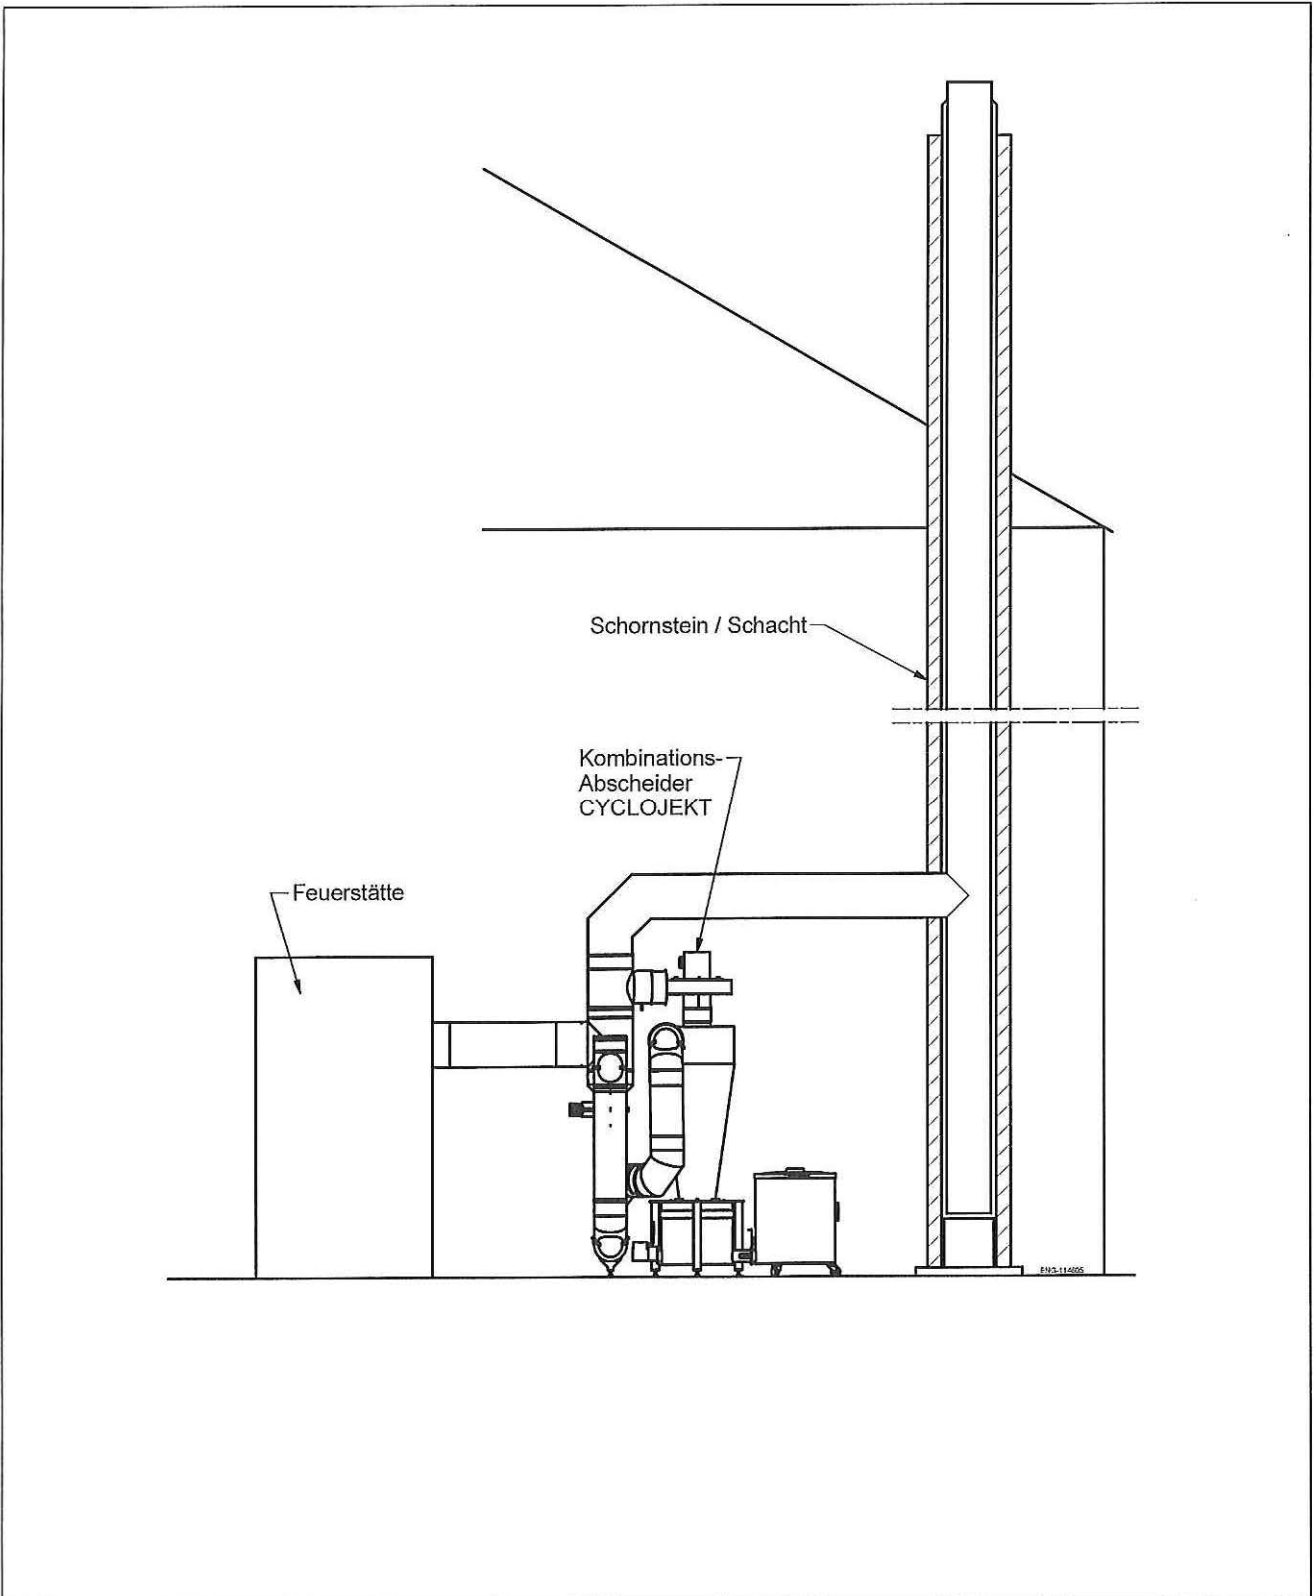 Schornstein / Schacht
Kombinations-
Abscheider
CYCLOJEKT
Feuerstätte